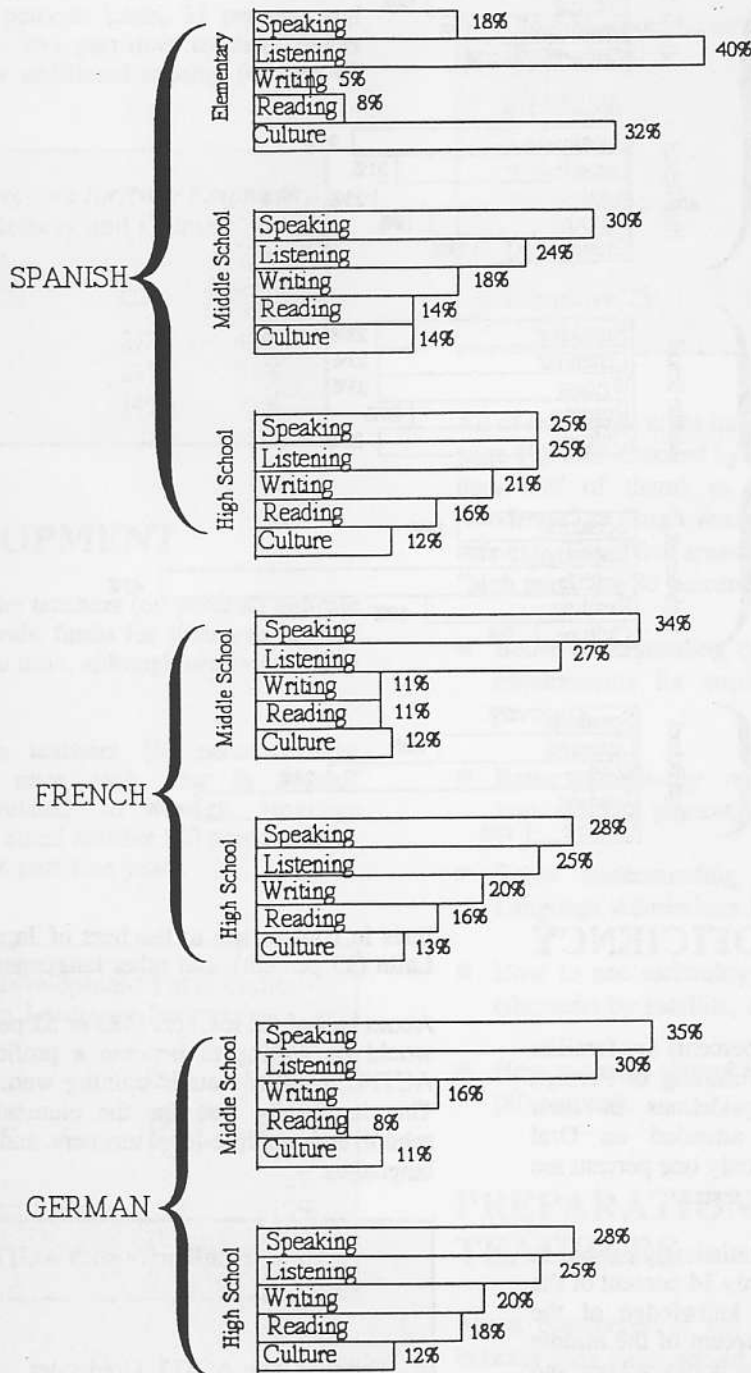 SPANISH
Elementary
Speaking 18%
Listening 40%
Writing 5%
Reading 8%
Culture 32%
Middle School
Speaking 30%
Listening 24%
Writing 18%
Reading 14%
Culture 14%
High School
Speaking 25%
Listening 25%
Writing 21%
Reading 16%
Culture 12%
FRENCH
Middle School
Speaking 34%
Listening 27%
Writing 11%
Reading 11%
Culture 12%
High School
Speaking 28%
Listening 25%
Writing 20%
Reading 16%
Culture 13%
GERMAN
Middle School
Speaking 35%
Listening 30%
Writing 16%
Reading 8%
Culture 11%
High School
Speaking 28%
Listening 25%
Writing 20%
Reading 18%
Culture 12%